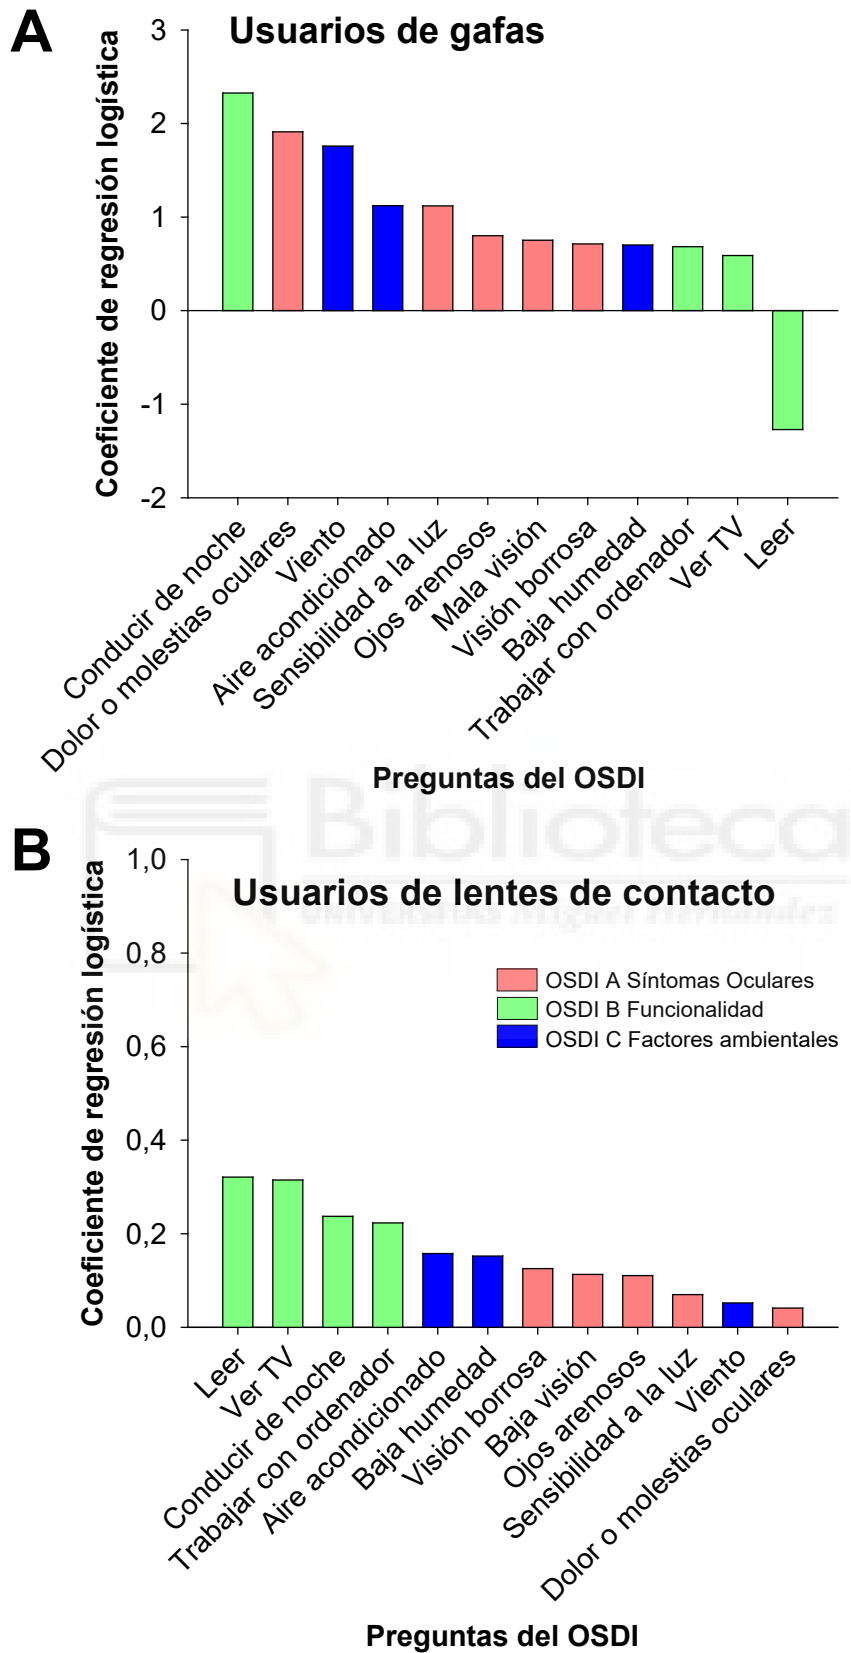 A
Usuarios de gafas
Coeficiente de regresión logística
3
2
1
0
-1
-2
Conducir de noche
Dolor o molestias oculares
Viento
Aire acondicionado
Sensibilidad a la luz
Ojos arenosos
Mala visión
Visión borrosa
Baja humedad
Trabajar con ordenador
Ver TV
Leer
Preguntas del OSDI
Biblioteca
UNIVERSITAS Miguel Hernández
B
Usuarios de lentes de contacto
Coeficiente de regresión logística
1,0
0,8
0,6
0,4
0,2
0,0
OSDI A Síntomas Oculares
OSDI B Funcionalidad
OSDI C Factores ambientales
Leer
Ver TV
Conducir de noche
Trabajar con ordenador
Aire acondicionado
Baja humedad
Visión borrosa
Baja visión
Ojos arenosos
Sensibilidad a la luz
Viento
Dolor o molestias oculares
Preguntas del OSDI